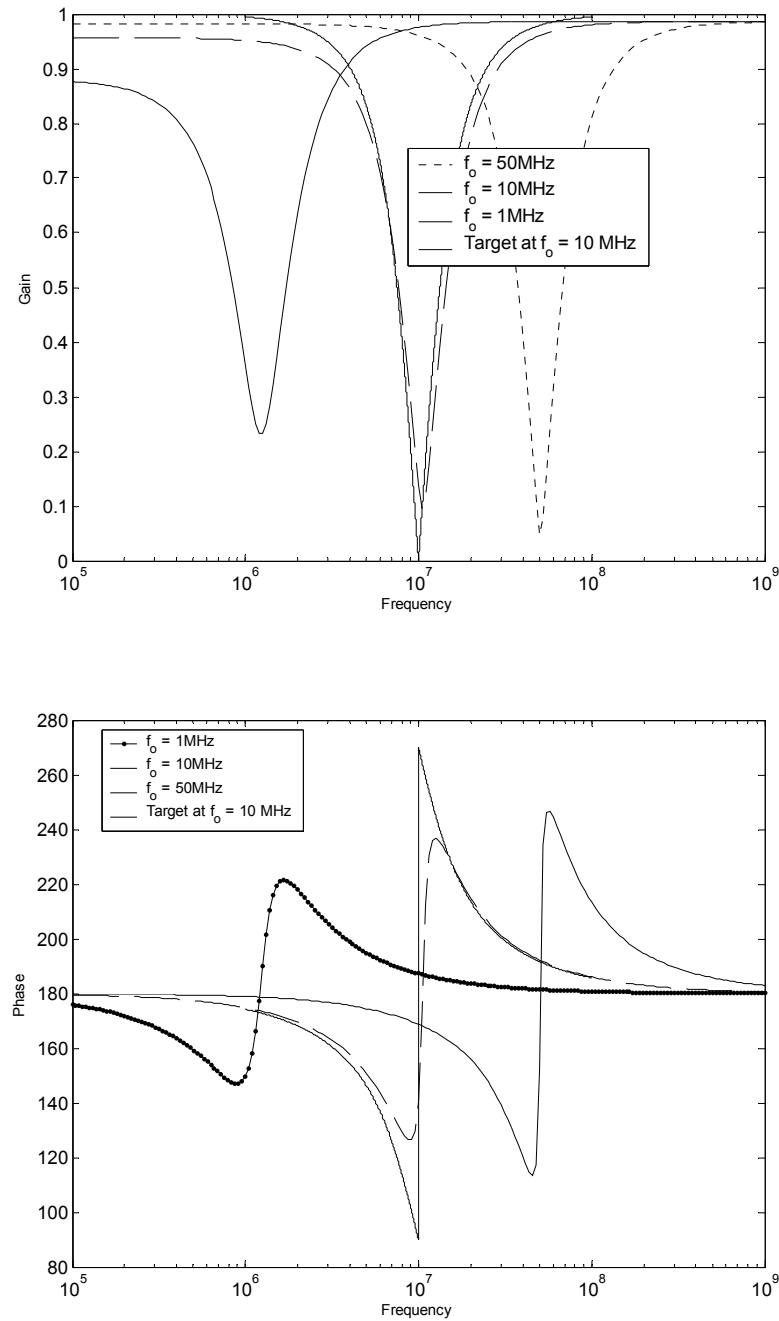 1
0.9
0.8
0.7
0.6
0.5
0.4
0.3
0.2
0.1
0
Gain
f_o = 50MHz
f_o = 10MHz
f_o = 1MHz
Target at f_o = 10 MHz
10^5 10^6 10^7 10^8 10^9
Frequency
280
260
240
220
200
180
160
140
120
100
80
Phase
f_o = 1MHz
f_o = 10MHz
f_o = 50MHz
Target at f_o = 10 MHz
10^5 10^6 10^7 10^8 10^9
Frequency